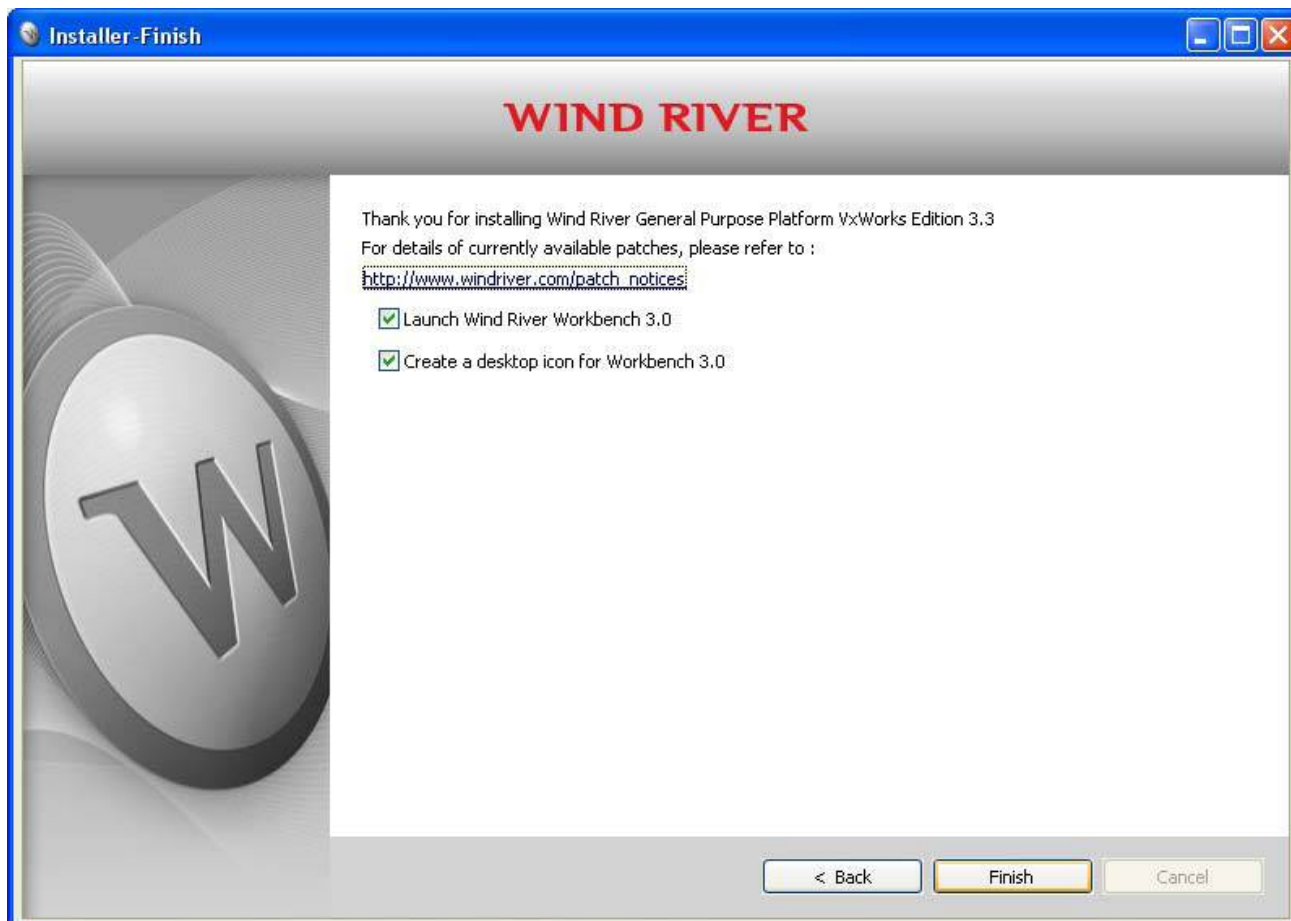 Installer-Finish
WIND RIVER
Thank you for installing Wind River General Purpose Platform VxWorks Edition 3.3
For details of currently available patches, please refer to :
http://www.windriver.com/patch_notices
Launch Wind River Workbench 3.0
Create a desktop icon for Workbench 3.0
W
< Back
Finish
Cancel